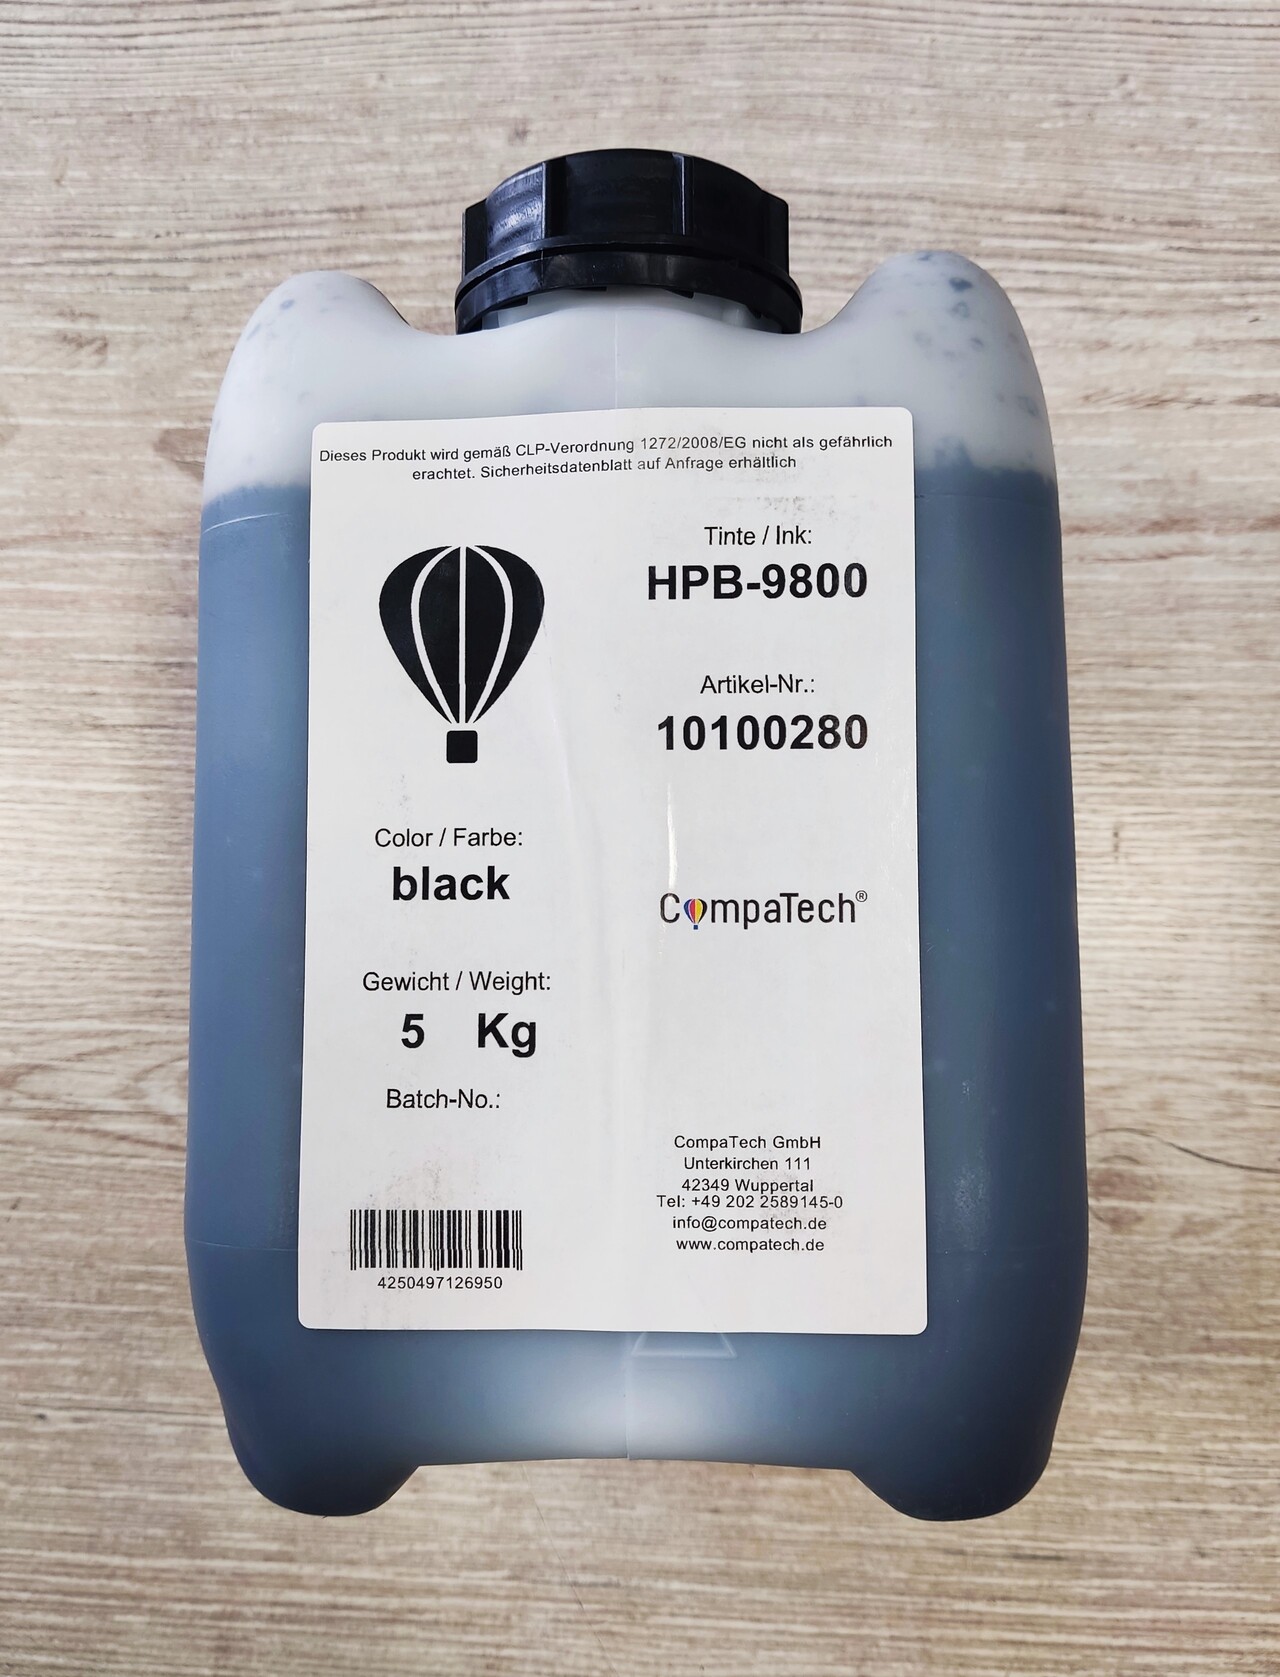 Dieses Produkt wird gemäß CLP-Verordnung 1272/2008/EG nicht als gefährlich
erachtet. Sicherheitsdatenblatt auf Anfrage erhältlich
Tinte / Ink:
HPB-9800
Artikel-Nr.:
10100280
Color / Farbe:
black
CompaTech®
Gewicht / Weight:
5 Kg
Batch-No.:
CompaTech GmbH
Unterkirchen 111
42349 Wuppertal
Tel: +49 202 2589145-0
info@compatech.de
www.compatech.de
4250497126950